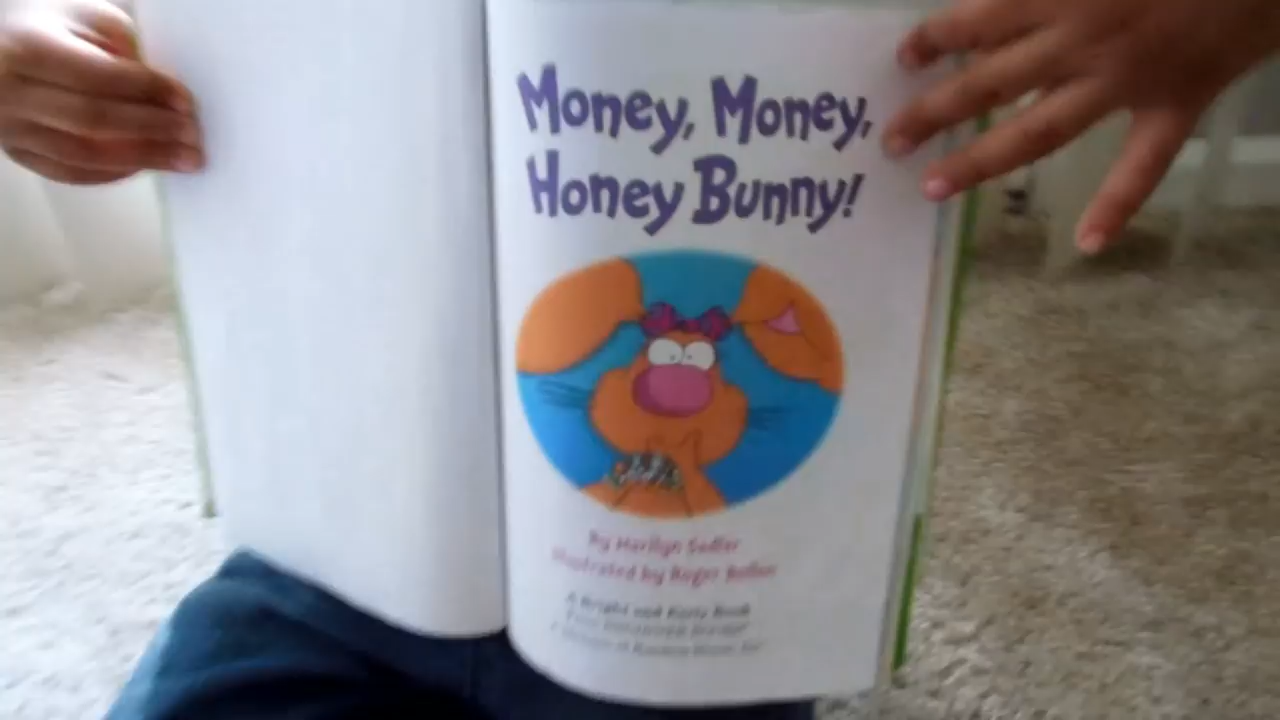 Money, Money,
Honey Bunny!
By Marilyn Sadler
Illustrated by Roger Bollen
A Bright and Early Book